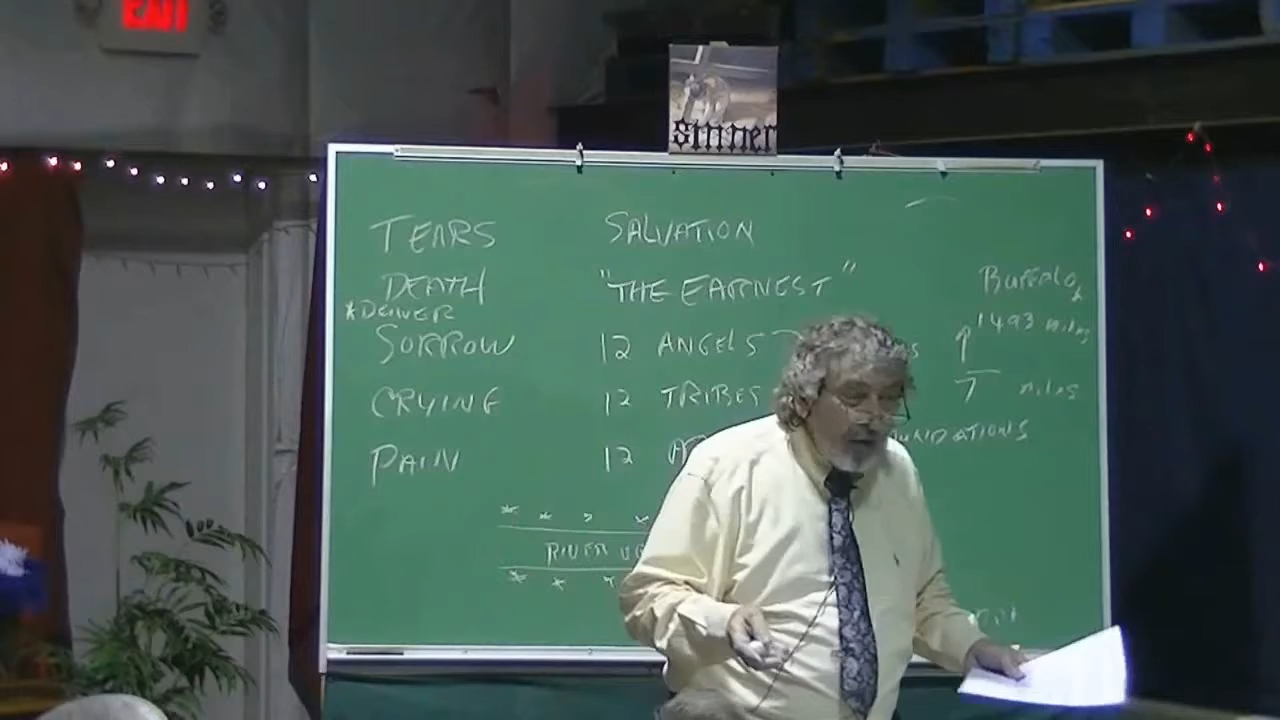 EXIT
sinner
TEARS SALVATION
DEATH "THE EARNEST" BUFFALO,
SORROW 12 ANGELS 1493 miles
CRYING 12 TRIBES 7 miles
PAIN 12
RIVER